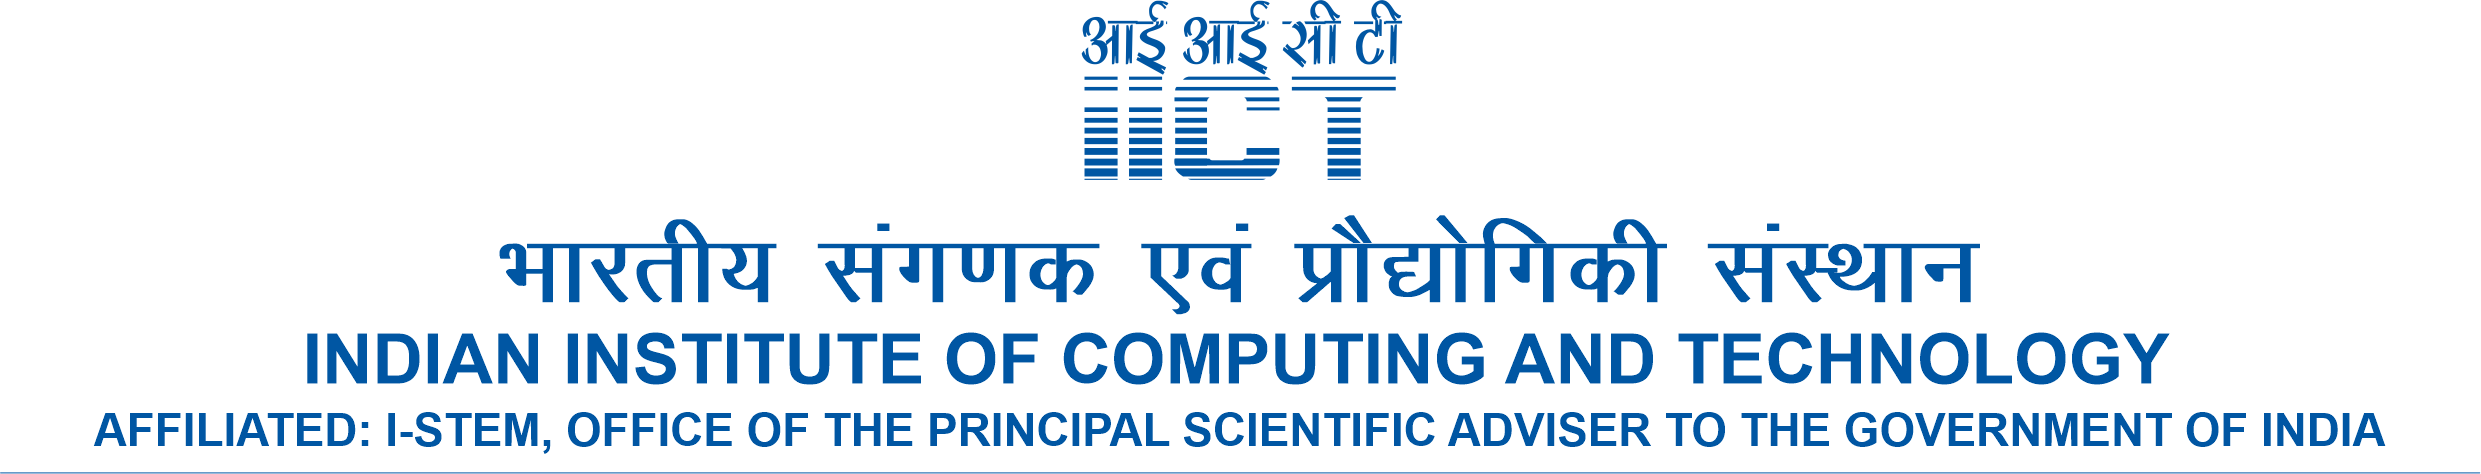 आई आई सी टी
IICT
भारतीय संगणक एवं प्रौद्योगिकी संस्थान
INDIAN INSTITUTE OF COMPUTING AND TECHNOLOGY
AFFILIATED: I-STEM, OFFICE OF THE PRINCIPAL SCIENTIFIC ADVISER TO THE GOVERNMENT OF INDIA